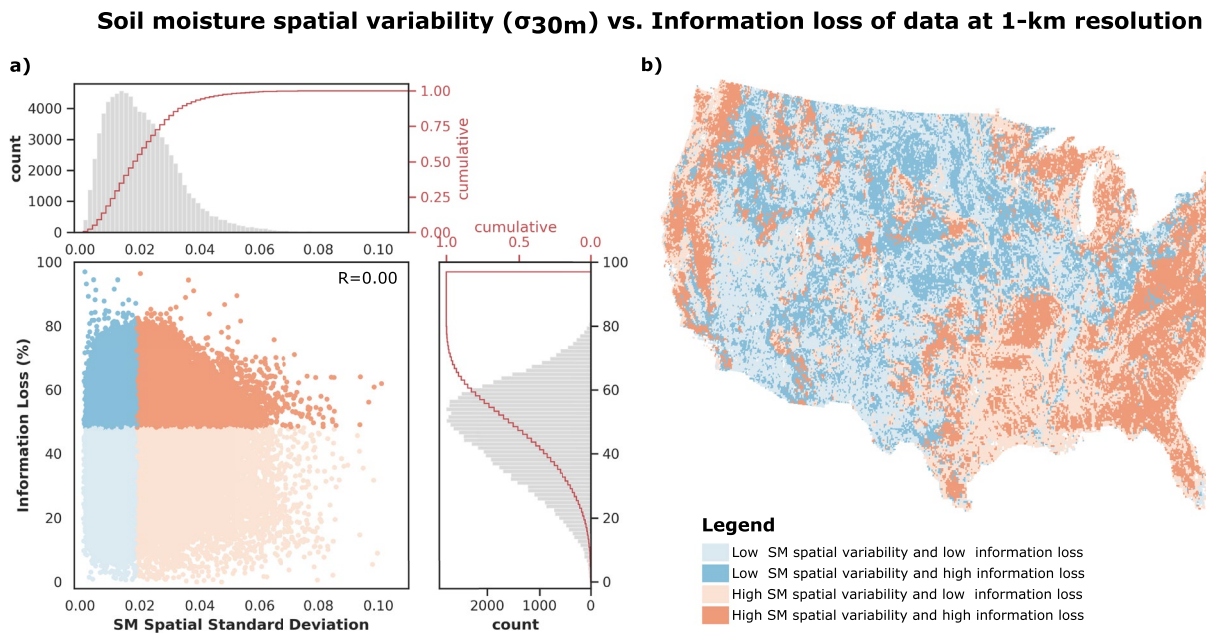 Soil moisture spatial variability (σ30m) vs. Information loss of data at 1-km resolution
a)
b)
4000
3000
2000
1000
0
count
1.00
0.75
0.50
0.25
0.00
cumulative
0.00 0.02 0.04 0.06 0.08 0.10
cumulative
1.0 0.5 0.0
100
80
60
40
20
0
Information Loss (%)
R=0.00
0.00 0.02 0.04 0.06 0.08 0.10
SM Spatial Standard Deviation
100
80
60
40
20
0
2000 1000 0
count
Legend
Low SM spatial variability and low information loss
Low SM spatial variability and high information loss
High SM spatial variability and low information loss
High SM spatial variability and high information loss